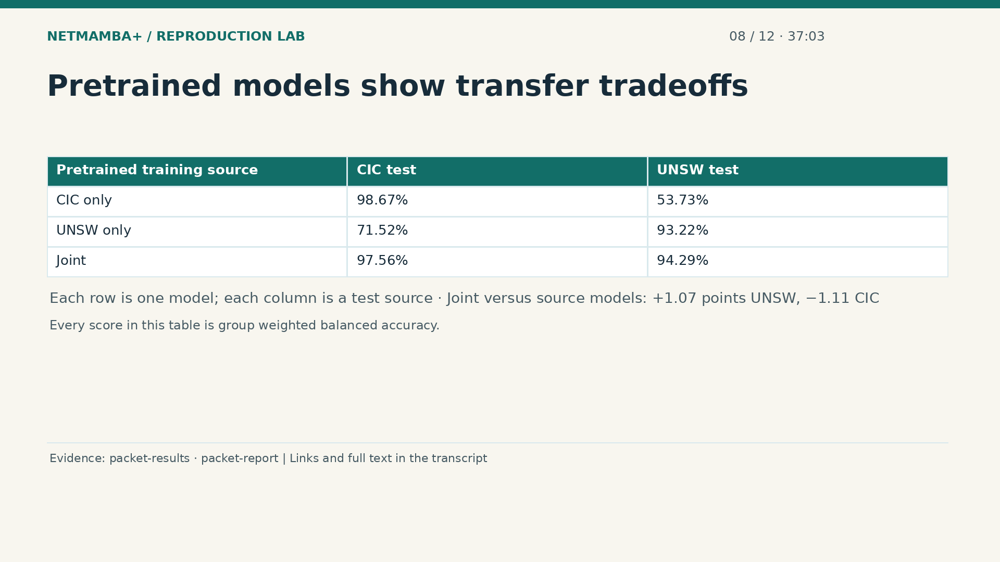 NETMAMBA+ / REPRODUCTION LAB
08 / 12 · 37:03
Pretrained models show transfer tradeoffs
Pretrained training source CIC test UNSW test
CIC only 98.67% 53.73%
UNSW only 71.52% 93.22%
Joint 97.56% 94.29%
Each row is one model; each column is a test source · Joint versus source models: +1.07 points UNSW, −1.11 CIC
Every score in this table is group weighted balanced accuracy.
Evidence: packet-results · packet-report | Links and full text in the transcript